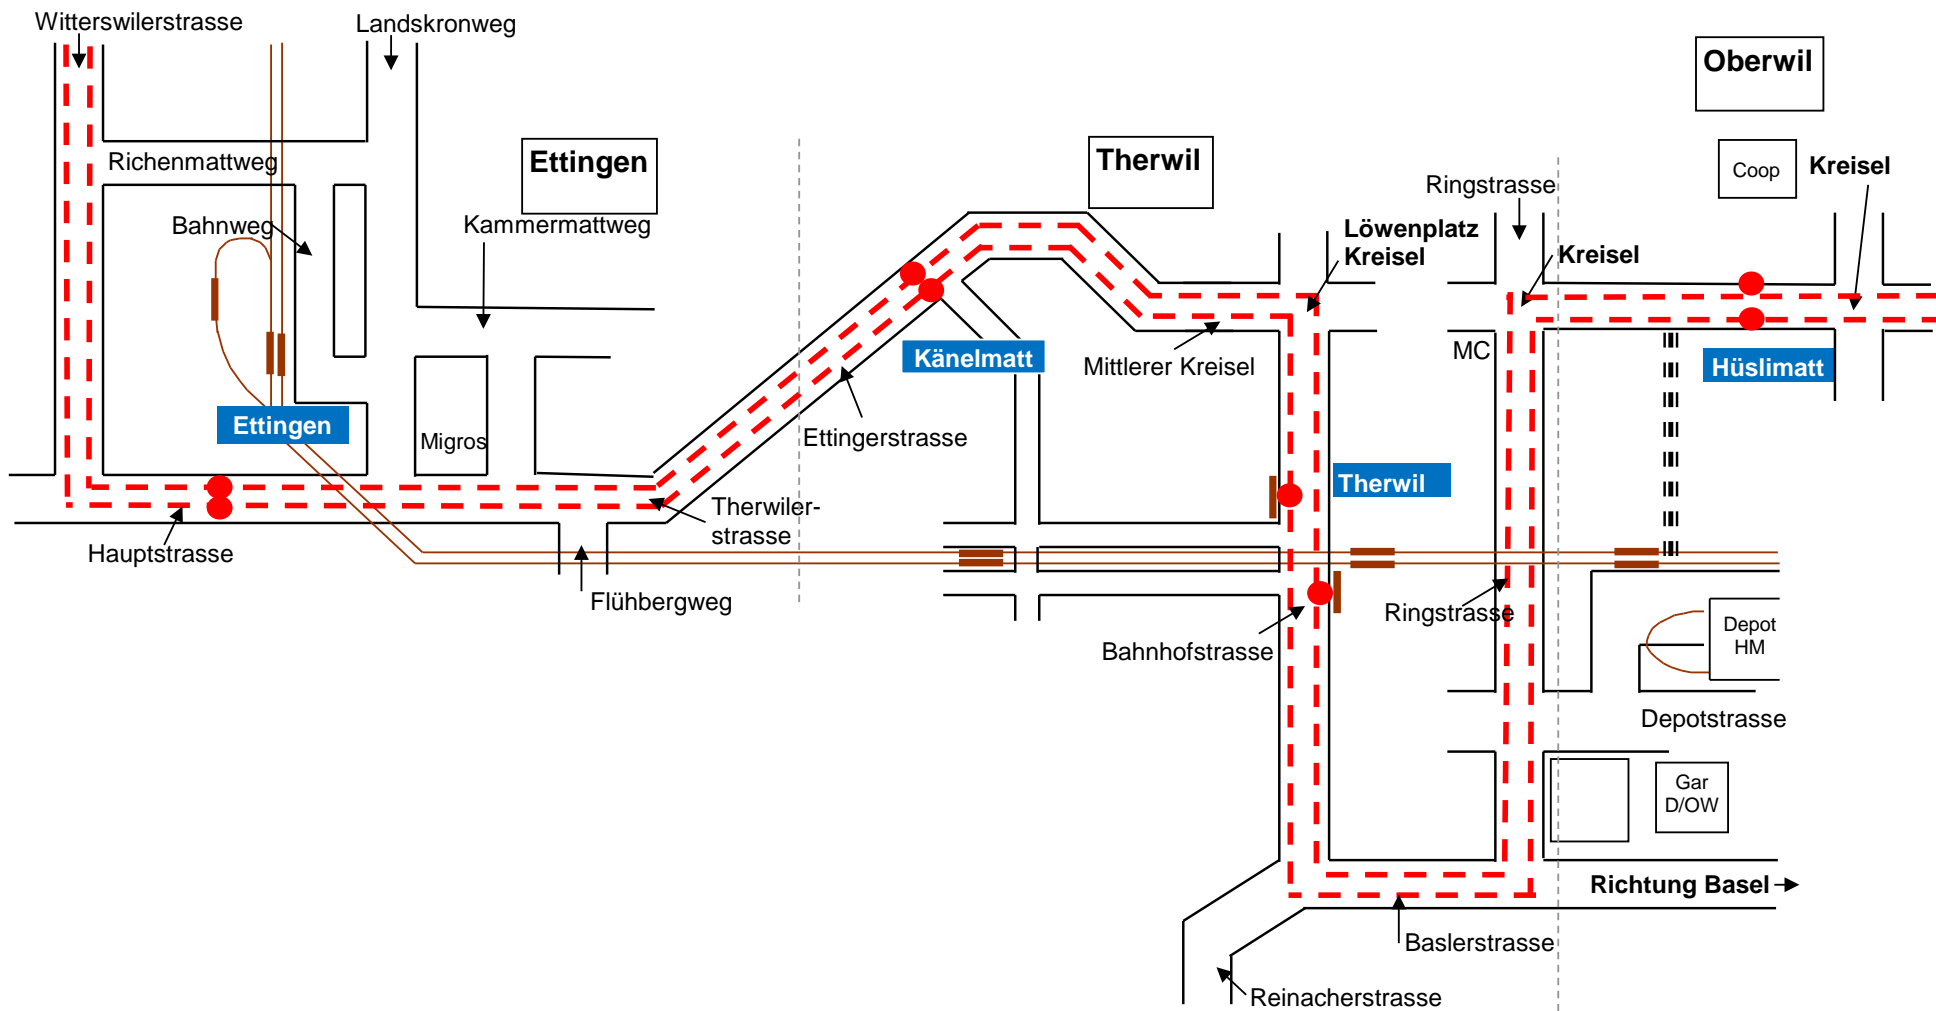 Witterswilerstrasse
Landskronweg
Oberwil
Richenmattweg
Ettingen
Therwil
Coop
Kreisel
Ringstrasse
Bahnweg
Kammermattweg
Löwenplatz
Kreisel
Kreisel
Känelmatt
Mittlerer Kreisel
MC
Hüslimatt
Ettingen
Migros
Ettingerstrasse
Therwil
Therwiler-
strasse
Hauptstrasse
Flühbergweg
Ringstrasse
Bahnhofstrasse
Depot
HM
Depotstrasse
Gar
D/OW
Richtung Basel
Baslerstrasse
Reinacherstrasse